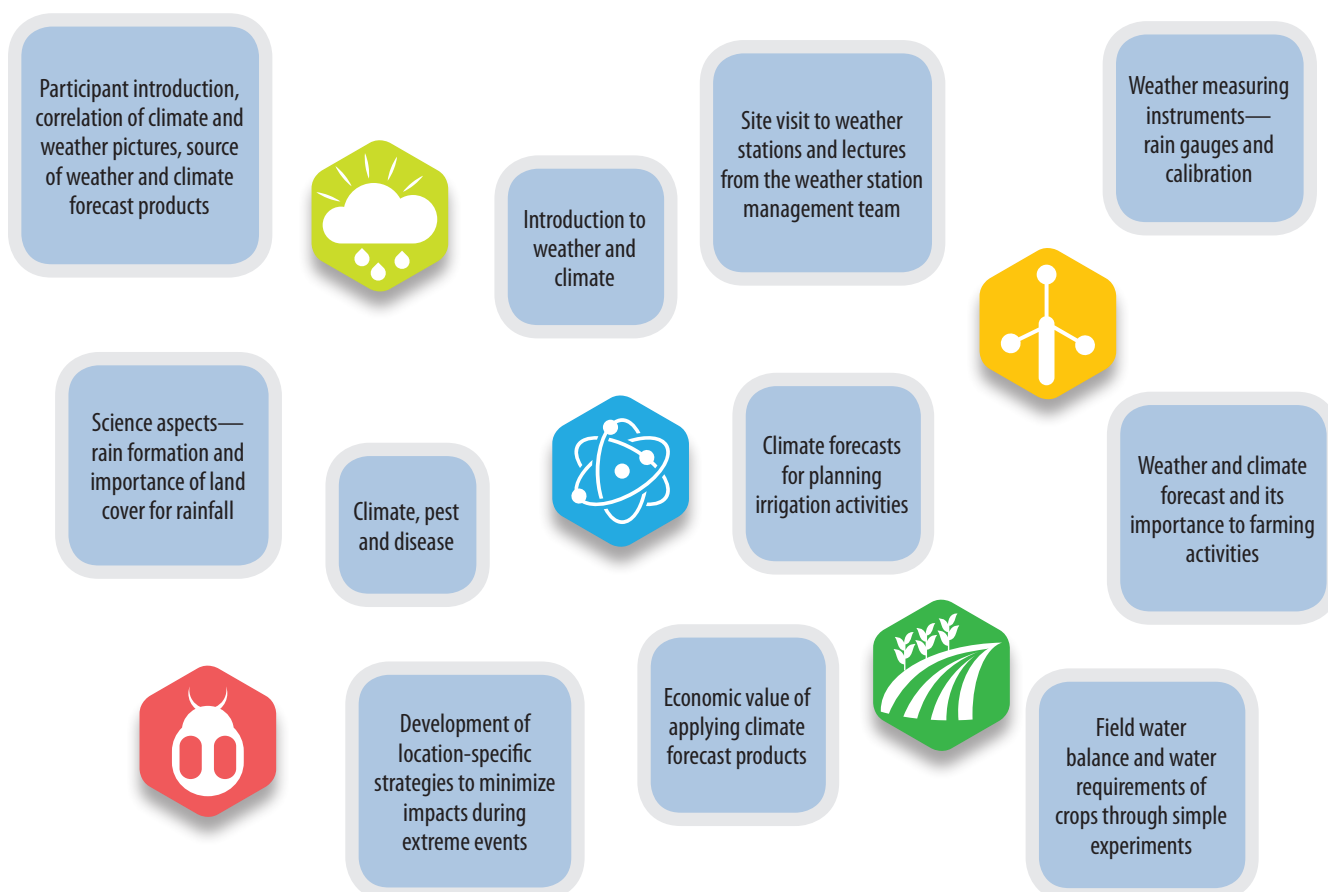 Participant introduction,
correlation of climate and
weather pictures, source
of weather and climate
forecast products
Introduction to
weather and
climate
Site visit to weather
stations and lectures
from the weather station
management team
Weather measuring
instruments—
rain gauges and
calibration
Science aspects—
rain formation and
importance of land
cover for rainfall
Climate, pest
and disease
Climate forecasts
for planning
irrigation activities
Weather and climate
forecast and its
importance to farming
activities
Development of
location-specific
strategies to minimize
impacts during
extreme events
Economic value of
applying climate
forecast products
Field water
balance and water
requirements of
crops through simple
experiments